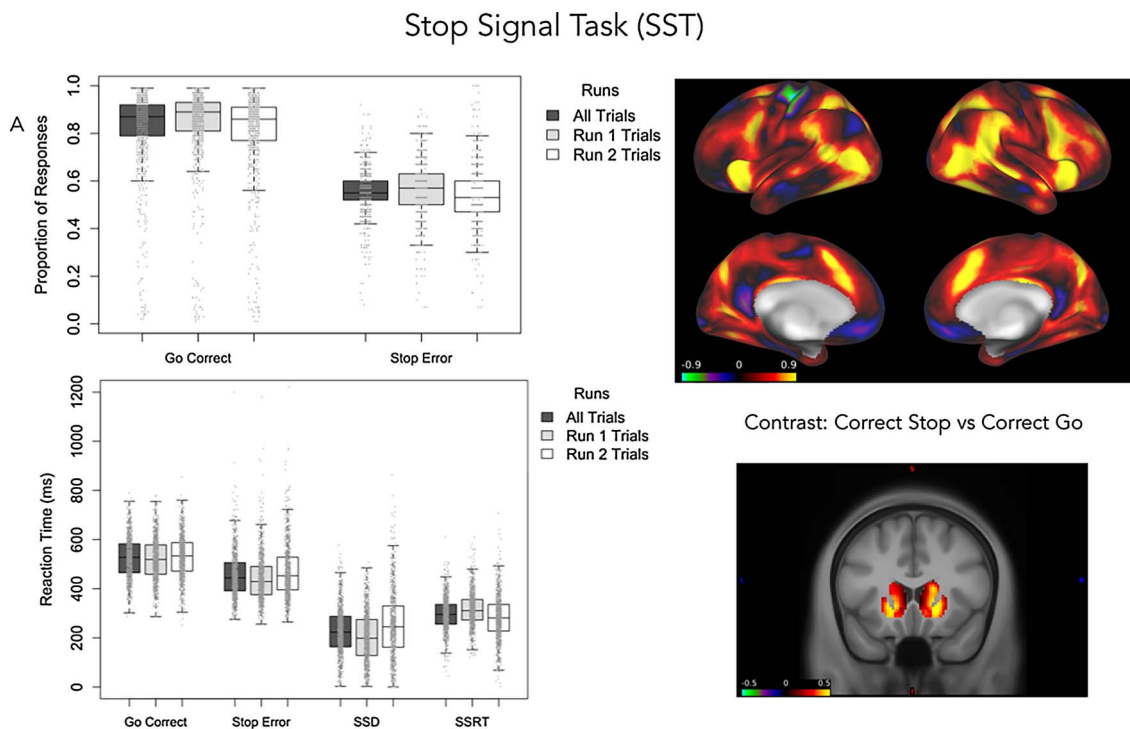 Stop Signal Task (SST)
A
Proportion of Responses
1.0
0.8
0.6
0.4
0.2
0.0
Go Correct
Stop Error
Runs
All Trials
Run 1 Trials
Run 2 Trials
-0.9
0
0.9
Reaction Time (ms)
1200
1000
800
600
400
200
0
Go Correct
Stop Error
SSD
SSRT
Runs
All Trials
Run 1 Trials
Run 2 Trials
Contrast: Correct Stop vs Correct Go
-0.5
0
0.5